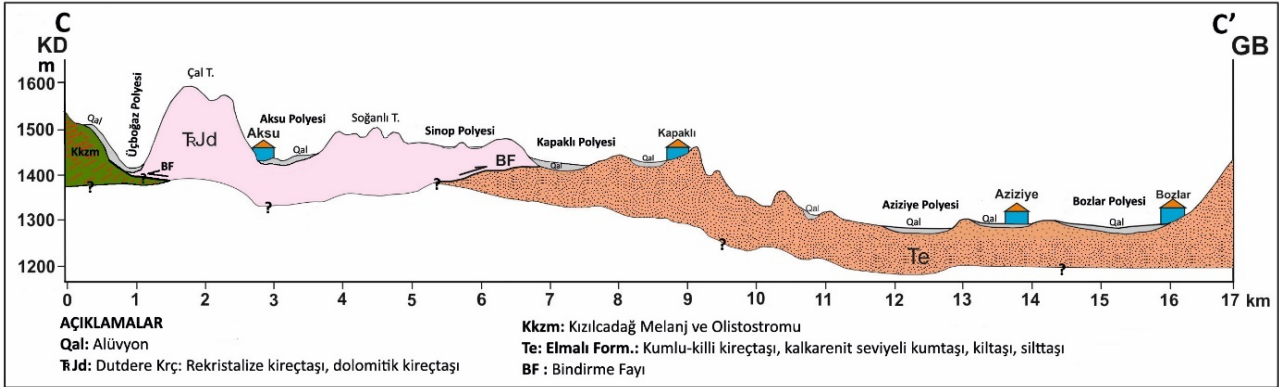 C
C'
KD
GB
m
1600
1500
1400
1300
1200
Qal
Kkzm
?
Üçboğaz Polyesi
?
BF
Çal T.
TRJd
Aksu
Aksu Polyesi
Qal
?
Soğanlı T.
Sinop Polyesi
BF
?
Kapaklı Polyesi
Qal
Qal
Kapaklı
?
Qal
Aziziye Polyesi
Qal
Te
Qal
Aziziye
Bozlar Polyesi
Qal
Bozlar
?
0 1 2 3 4 5 6 7 8 9 10 11 12 13 14 15 16 17 km
AÇIKLAMALAR
Qal: Alüvyon
TRJd: Dutdere Krç: Rekristalize kireçtaşı, dolomitik kireçtaşı
Kkzm: Kızılcadağ Melanj ve Olistostromu
Te: Elmalı Form.: Kumlu-killi kireçtaşı, kalkarenit seviyeli kumtaşı, kiltaşı, silttaşı
BF : Bindirme Fayı